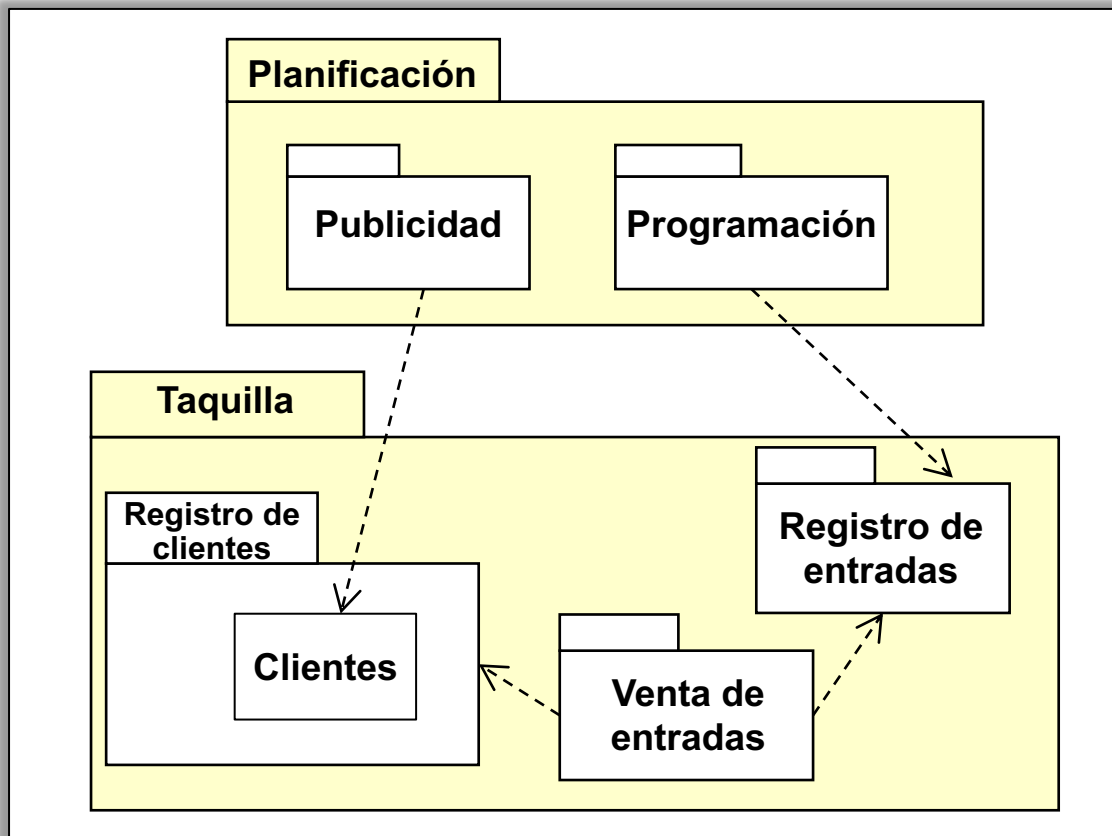 Planificación
Publicidad
Programación
Taquilla
Registro de
clientes
Clientes
Registro de
entradas
Venta de
entradas